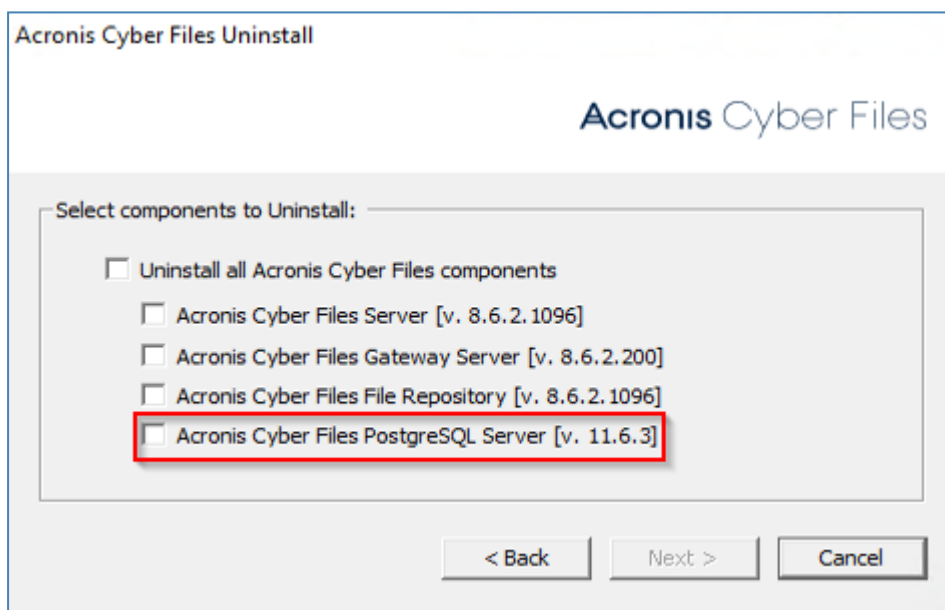 Acronis Cyber Files Uninstall
Acronis Cyber Files
Select components to Uninstall:
Uninstall all Acronis Cyber Files components
Acronis Cyber Files Server [v. 8.6.2.1096]
Acronis Cyber Files Gateway Server [v. 8.6.2.200]
Acronis Cyber Files File Repository [v. 8.6.2.1096]
Acronis Cyber Files PostgreSQL Server [v. 11.6.3]
< Back Next > Cancel